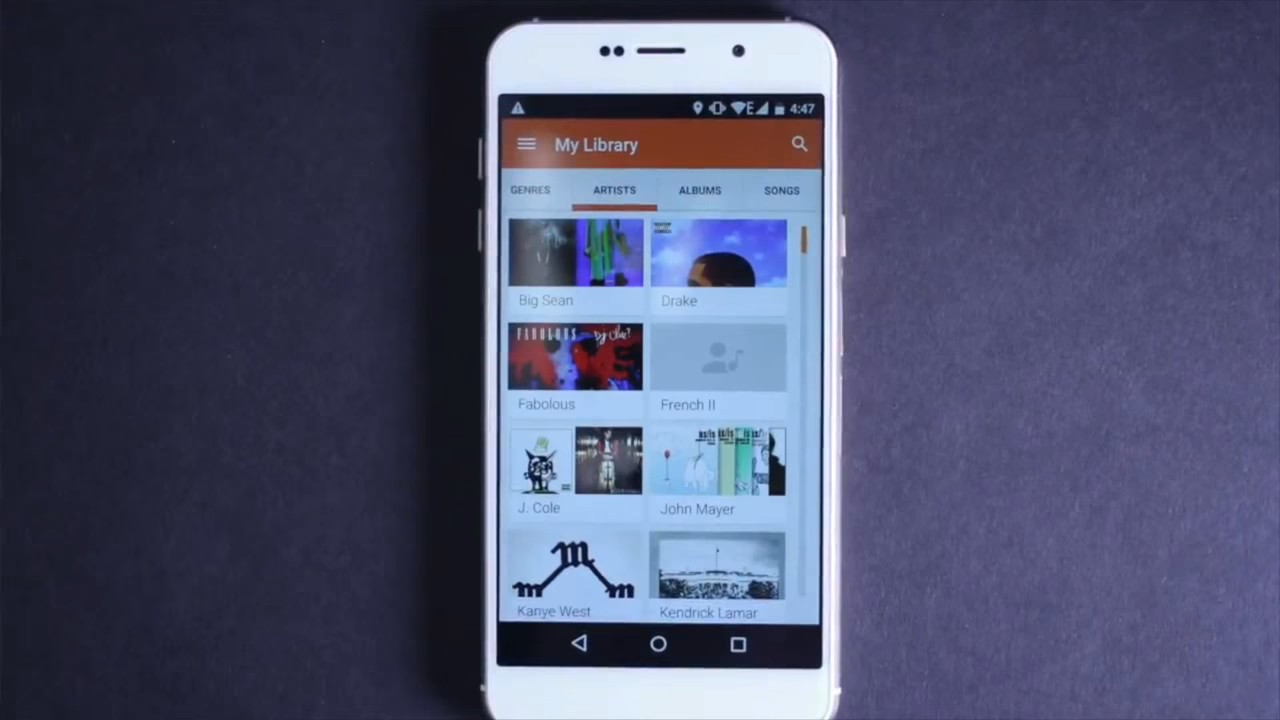 E 4:47
My Library
GENRES ARTISTS ALBUMS SONGS
Big Sean Drake
FABOLOUS
Fabolous French II
J. Cole John Mayer
m
m m
Kanye West Kendrick Lamar